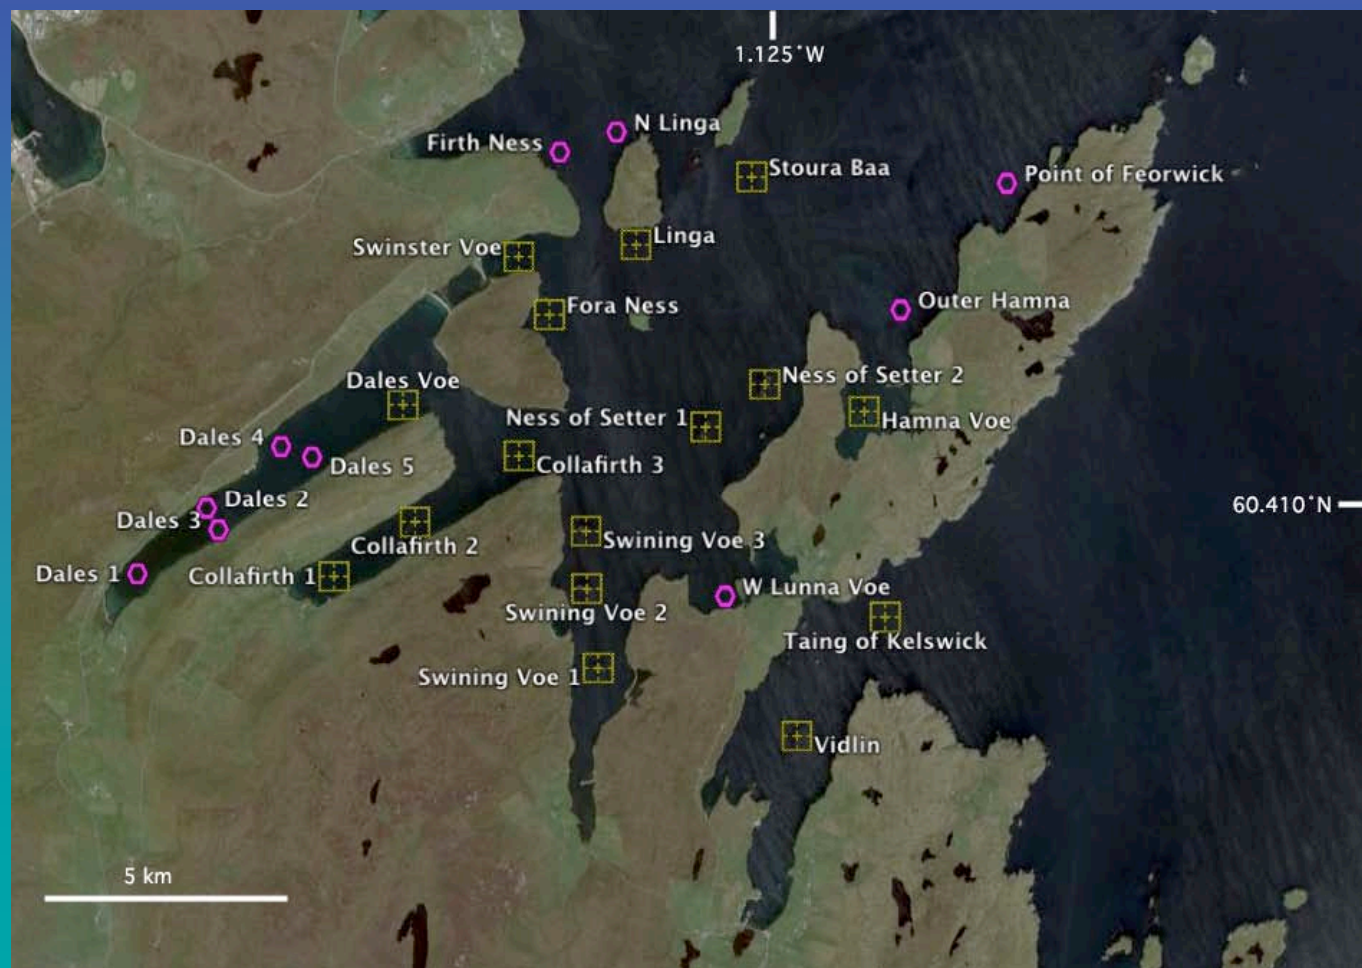 1.125°W
N Linga
Firth Ness
Stoura Baa
Point of Feorwick
Linga
Swinster Voe
Outer Hamna
Fora Ness
Dales Voe
Ness of Setter 2
Ness of Setter 1
Hamna Voe
Dales 4
Dales 5
Collafirth 3
Dales 2
60.410°N
Dales 3
Swining Voe 3
Collafirth 2
Dales 1
Collafirth 1
W Lunna Voe
Swining Voe 2
Taing of Kelswick
Swining Voe 1
Vidlin
5 km